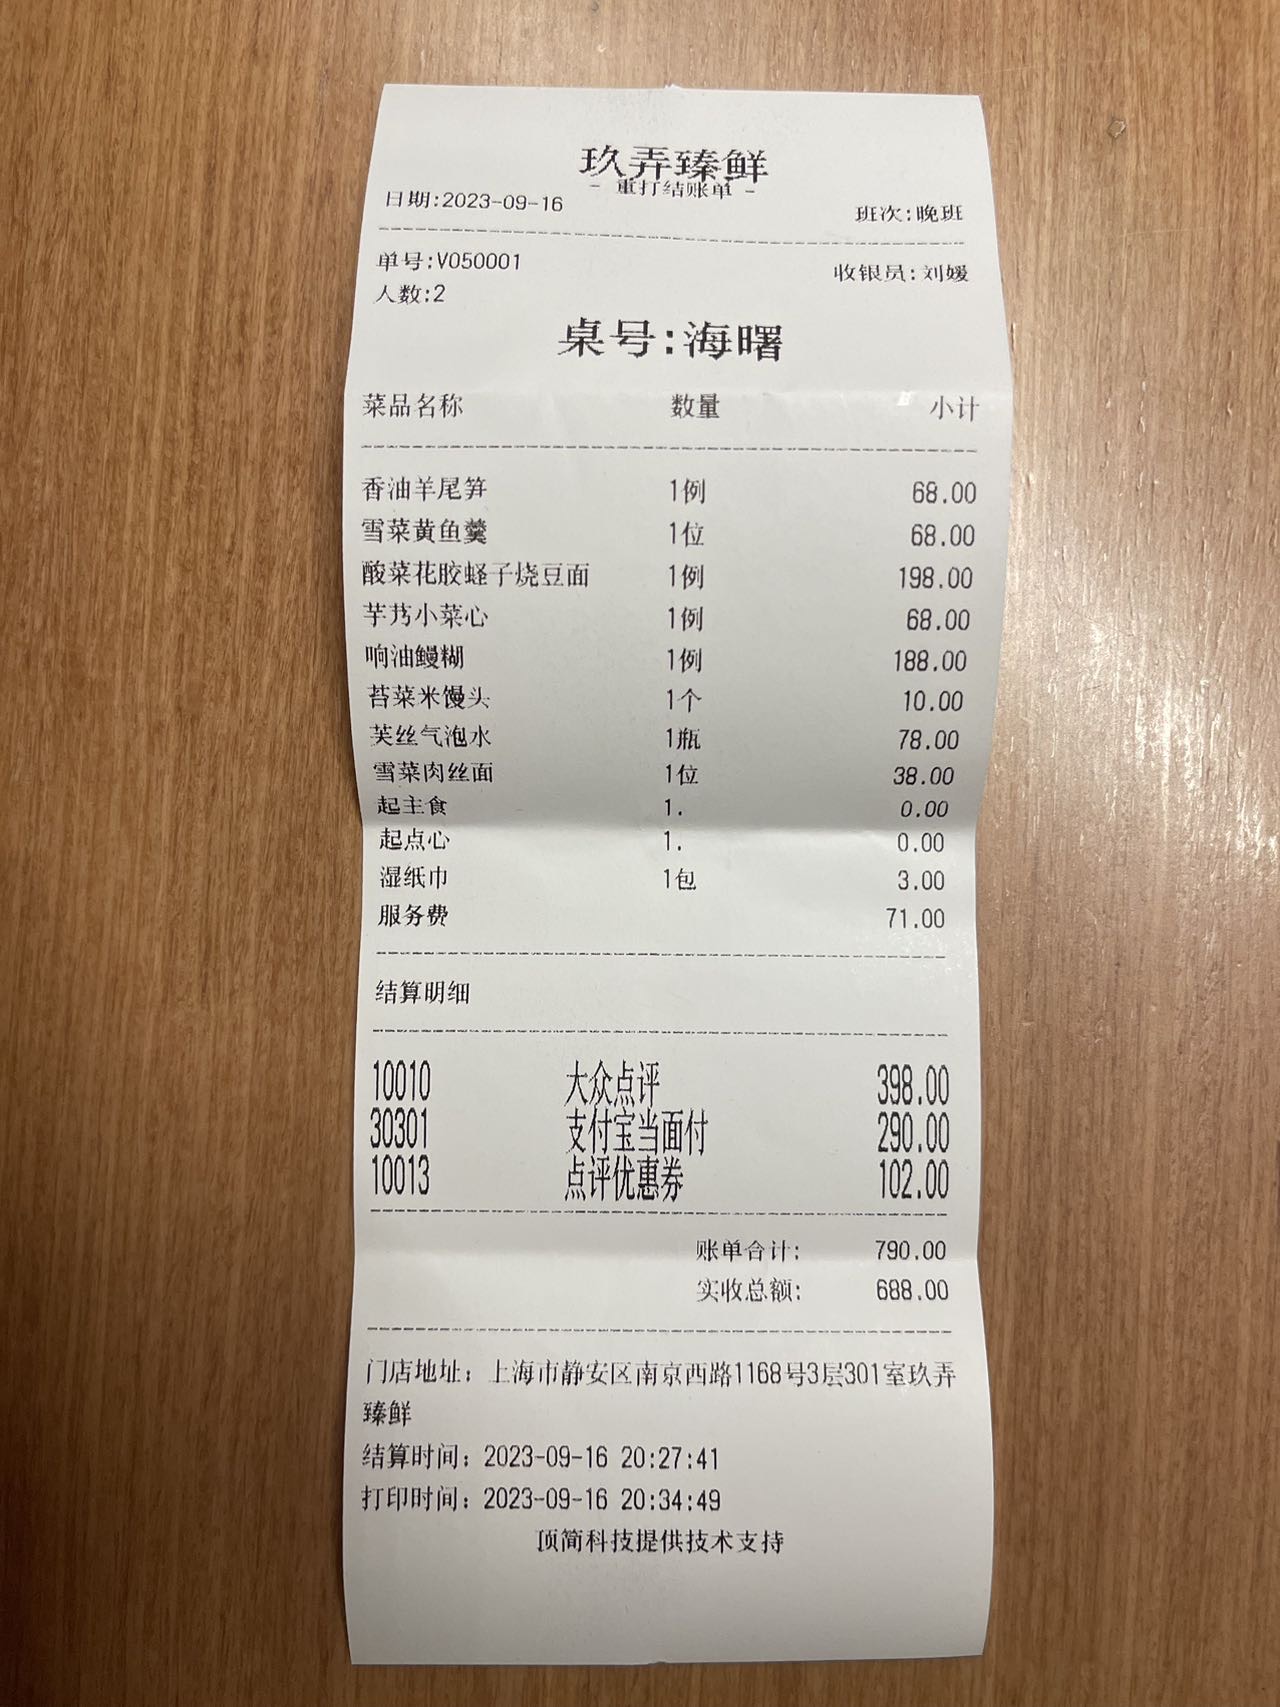 玖弄臻鲜
- 重打结账单 -
日期:2023-09-16 班次:晚班
单号:V050001 收银员:刘媛
人数:2
桌号:海曙
菜品名称 数量 小计
香油羊尾笋 1例 68.00
雪菜黄鱼羹 1位 68.00
酸菜花胶蛏子烧豆面 1例 198.00
芋艿小菜心 1例 68.00
响油鳗糊 1例 188.00
苔菜米馒头 1个 10.00
芙丝气泡水 1瓶 78.00
雪菜肉丝面 1位 38.00
起主食 1. 0.00
起点心 1. 0.00
湿纸巾 1包 3.00
服务费 71.00
结算明细
10010 大众点评 398.00
30301 支付宝当面付 290.00
10013 点评优惠券 102.00
账单合计: 790.00
实收总额: 688.00
门店地址：上海市静安区南京西路1168号3层301室玖弄
臻鲜
结算时间：2023-09-16 20:27:41
打印时间：2023-09-16 20:34:49
顶简科技提供技术支持